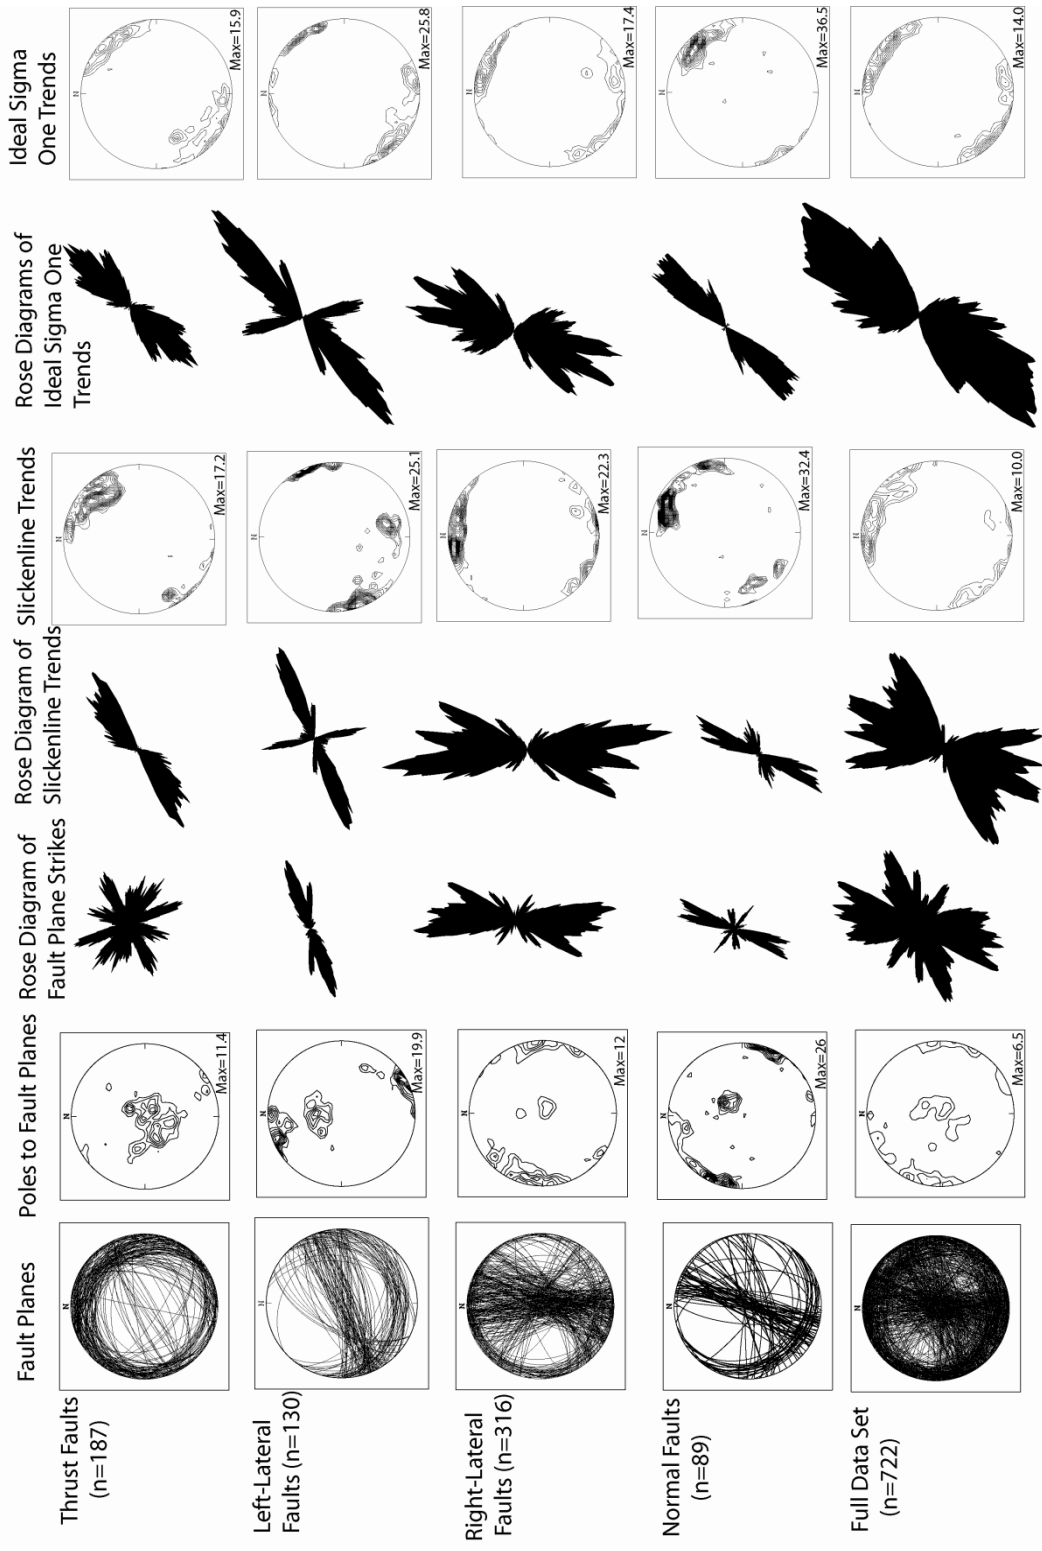 Fault Planes
Poles to Fault Planes
Rose Diagram of
Fault Plane Strikes
Rose Diagram of
Slickenline Trends
Slickenline Trends
Rose Diagrams of
Ideal Sigma One
Trends
Ideal Sigma
One Trends
Thrust Faults
(n=187)
N
N
Max=11.4
N
Max=17.2
N
Max=15.9
Left-Lateral
Faults (n=130)
N
N
Max=19.9
N
Max=25.1
N
Max=25.8
Right-Lateral
Faults (n=316)
N
N
Max=12
N
Max=22.3
N
Max=17.4
Normal Faults
(n=89)
N
N
Max=26
N
Max=32.4
N
Max=36.5
Full Data Set
(n=722)
N
N
Max=6.5
N
Max=10.0
N
Max=14.0